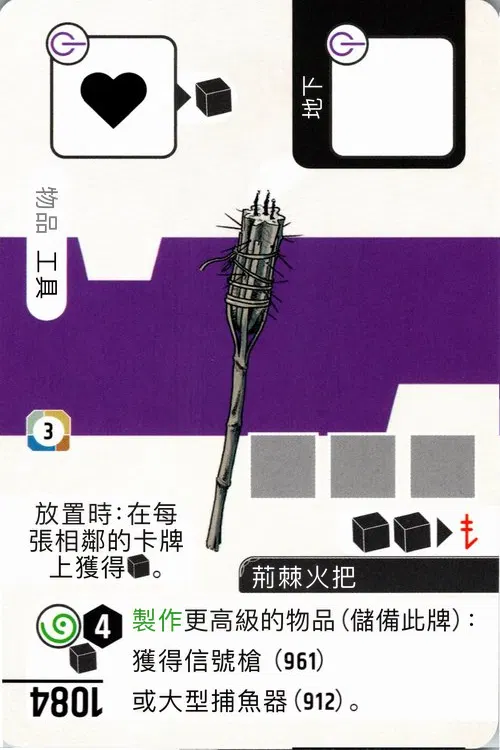 地下
物品 工具
3
放置時：在每
張相鄰的卡牌
上獲得。
荊棘火把
4 製作更高級的物品（儲備此牌）：
獲得信號槍（961）
或大型捕魚器（912）。
1084